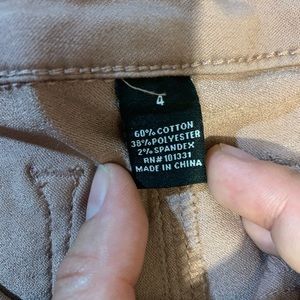 4
60% COTTON
38% POLYESTER
2% SPANDEX
RN# 101331
MADE IN CHINA